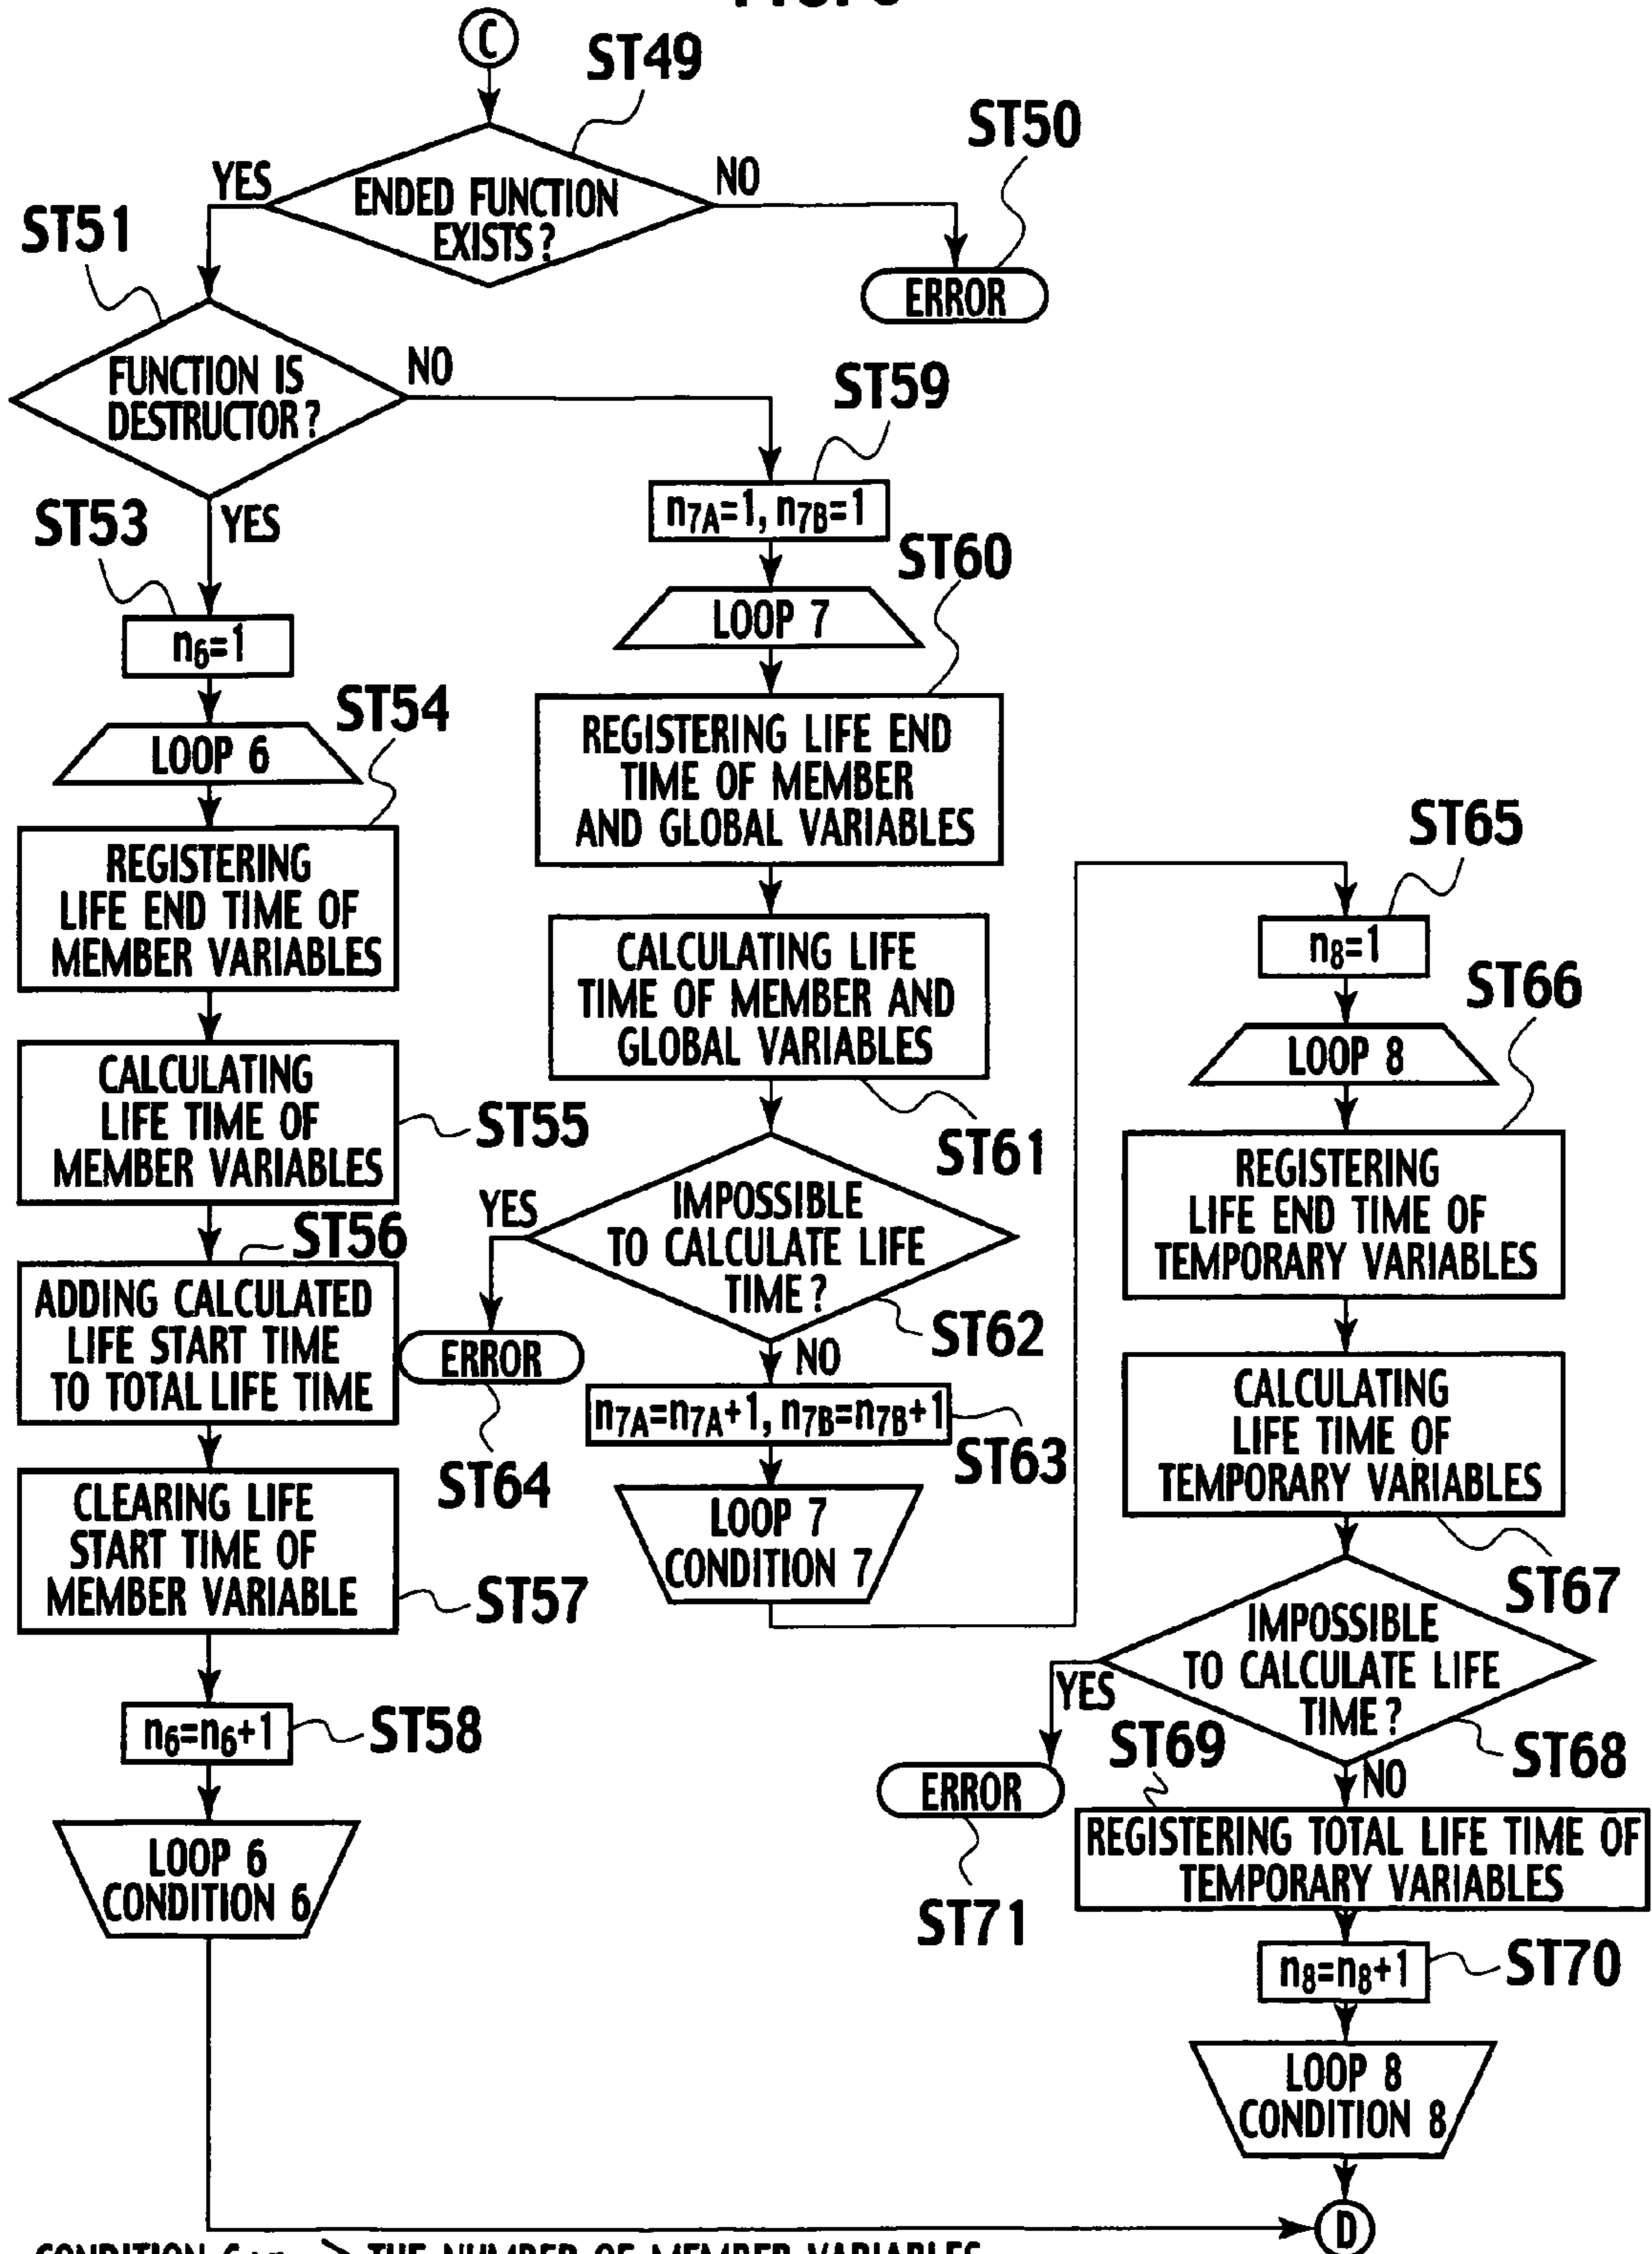 C
ST49
ST50
YES
NO
ENDED FUNCTION
EXISTS?
ST51
ERROR
FUNCTION IS
DESTRUCTOR?
NO
ST59
YES
ST53
n7A=1, n7B=1
ST60
n6=1
LOOP 7
ST54
LOOP 6
REGISTERING LIFE END
TIME OF MEMBER
AND GLOBAL VARIABLES
ST65
REGISTERING
LIFE END TIME OF
MEMBER VARIABLES
n8=1
CALCULATING LIFE
TIME OF MEMBER AND
GLOBAL VARIABLES
ST66
LOOP 8
CALCULATING
LIFE TIME OF
MEMBER VARIABLES
ST55
ST61
REGISTERING
LIFE END TIME OF
TEMPORARY VARIABLES
YES
IMPOSSIBLE
TO CALCULATE LIFE
TIME?
ST56
ADDING CALCULATED
LIFE START TIME
TO TOTAL LIFE TIME
ERROR
ST62
NO
n7A=n7A+1, n7B=n7B+1
ST63
ST64
CALCULATING
LIFE TIME OF
TEMPORARY VARIABLES
LOOP 7
CONDITION 7
CLEARING LIFE
START TIME OF
MEMBER VARIABLE
ST57
ST67
IMPOSSIBLE
TO CALCULATE LIFE
TIME?
YES
ST58
n6=n6+1
ST69
ST68
NO
ERROR
REGISTERING TOTAL LIFE TIME OF
TEMPORARY VARIABLES
ST71
LOOP 6
CONDITION 6
n8=n8+1
ST70
LOOP 8
CONDITION 8
D
THE NUMBER OF MEMBER VARIABLES